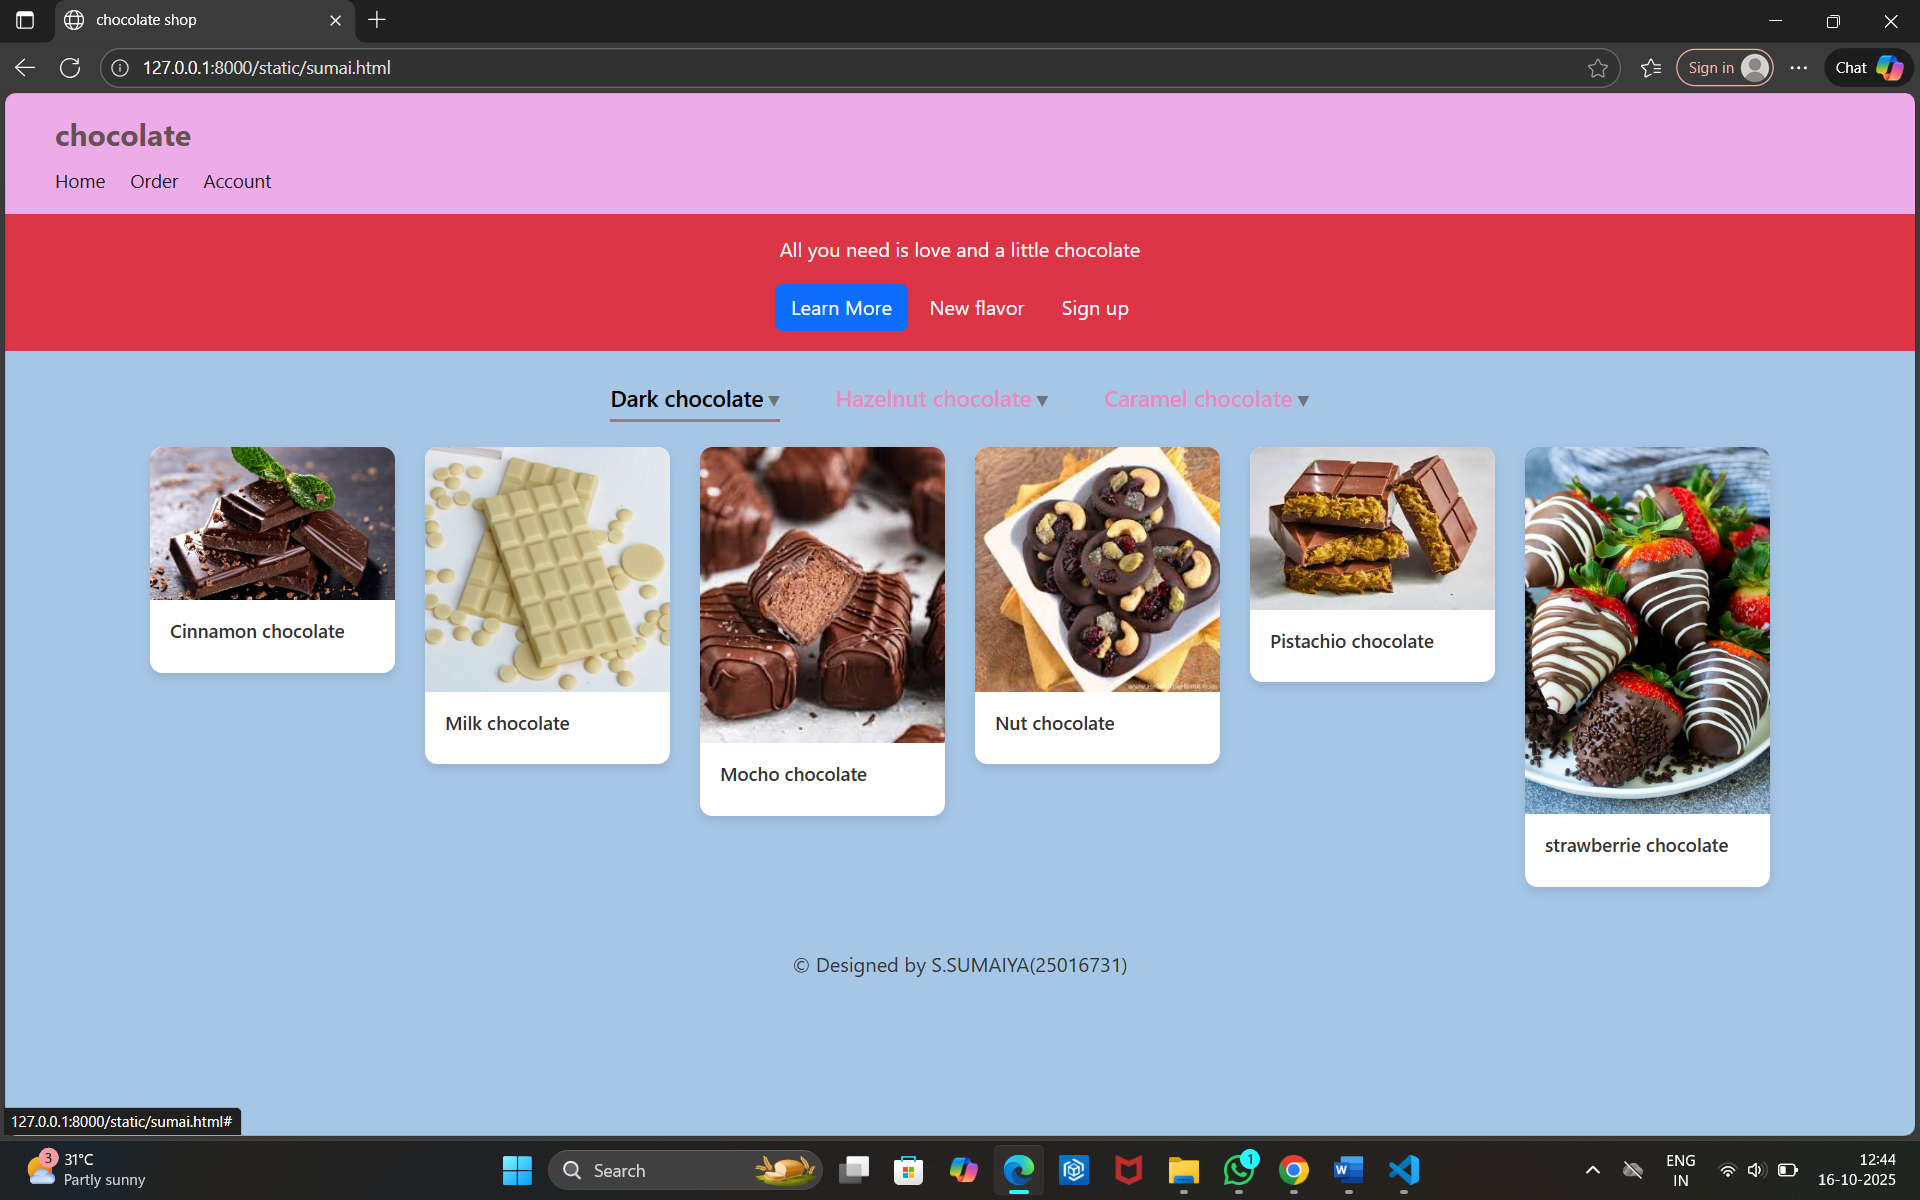 chocolate shop
127.0.0.1:8000/static/sumai.html
Sign in
Chat
chocolate
Home Order Account
All you need is love and a little chocolate
Learn More New flavor Sign up
Dark chocolate ▼ Hazelnut chocolate ▼ Caramel chocolate ▼
Cinnamon chocolate
Milk chocolate
Mocho chocolate
Nut chocolate
Pistachio chocolate
strawberrie chocolate
© Designed by S.SUMAIYA(25016731)
127.0.0.1:8000/static/sumai.html#
3
31°C
Partly sunny
Search
1
W
ENG
IN
12:44
16-10-2025